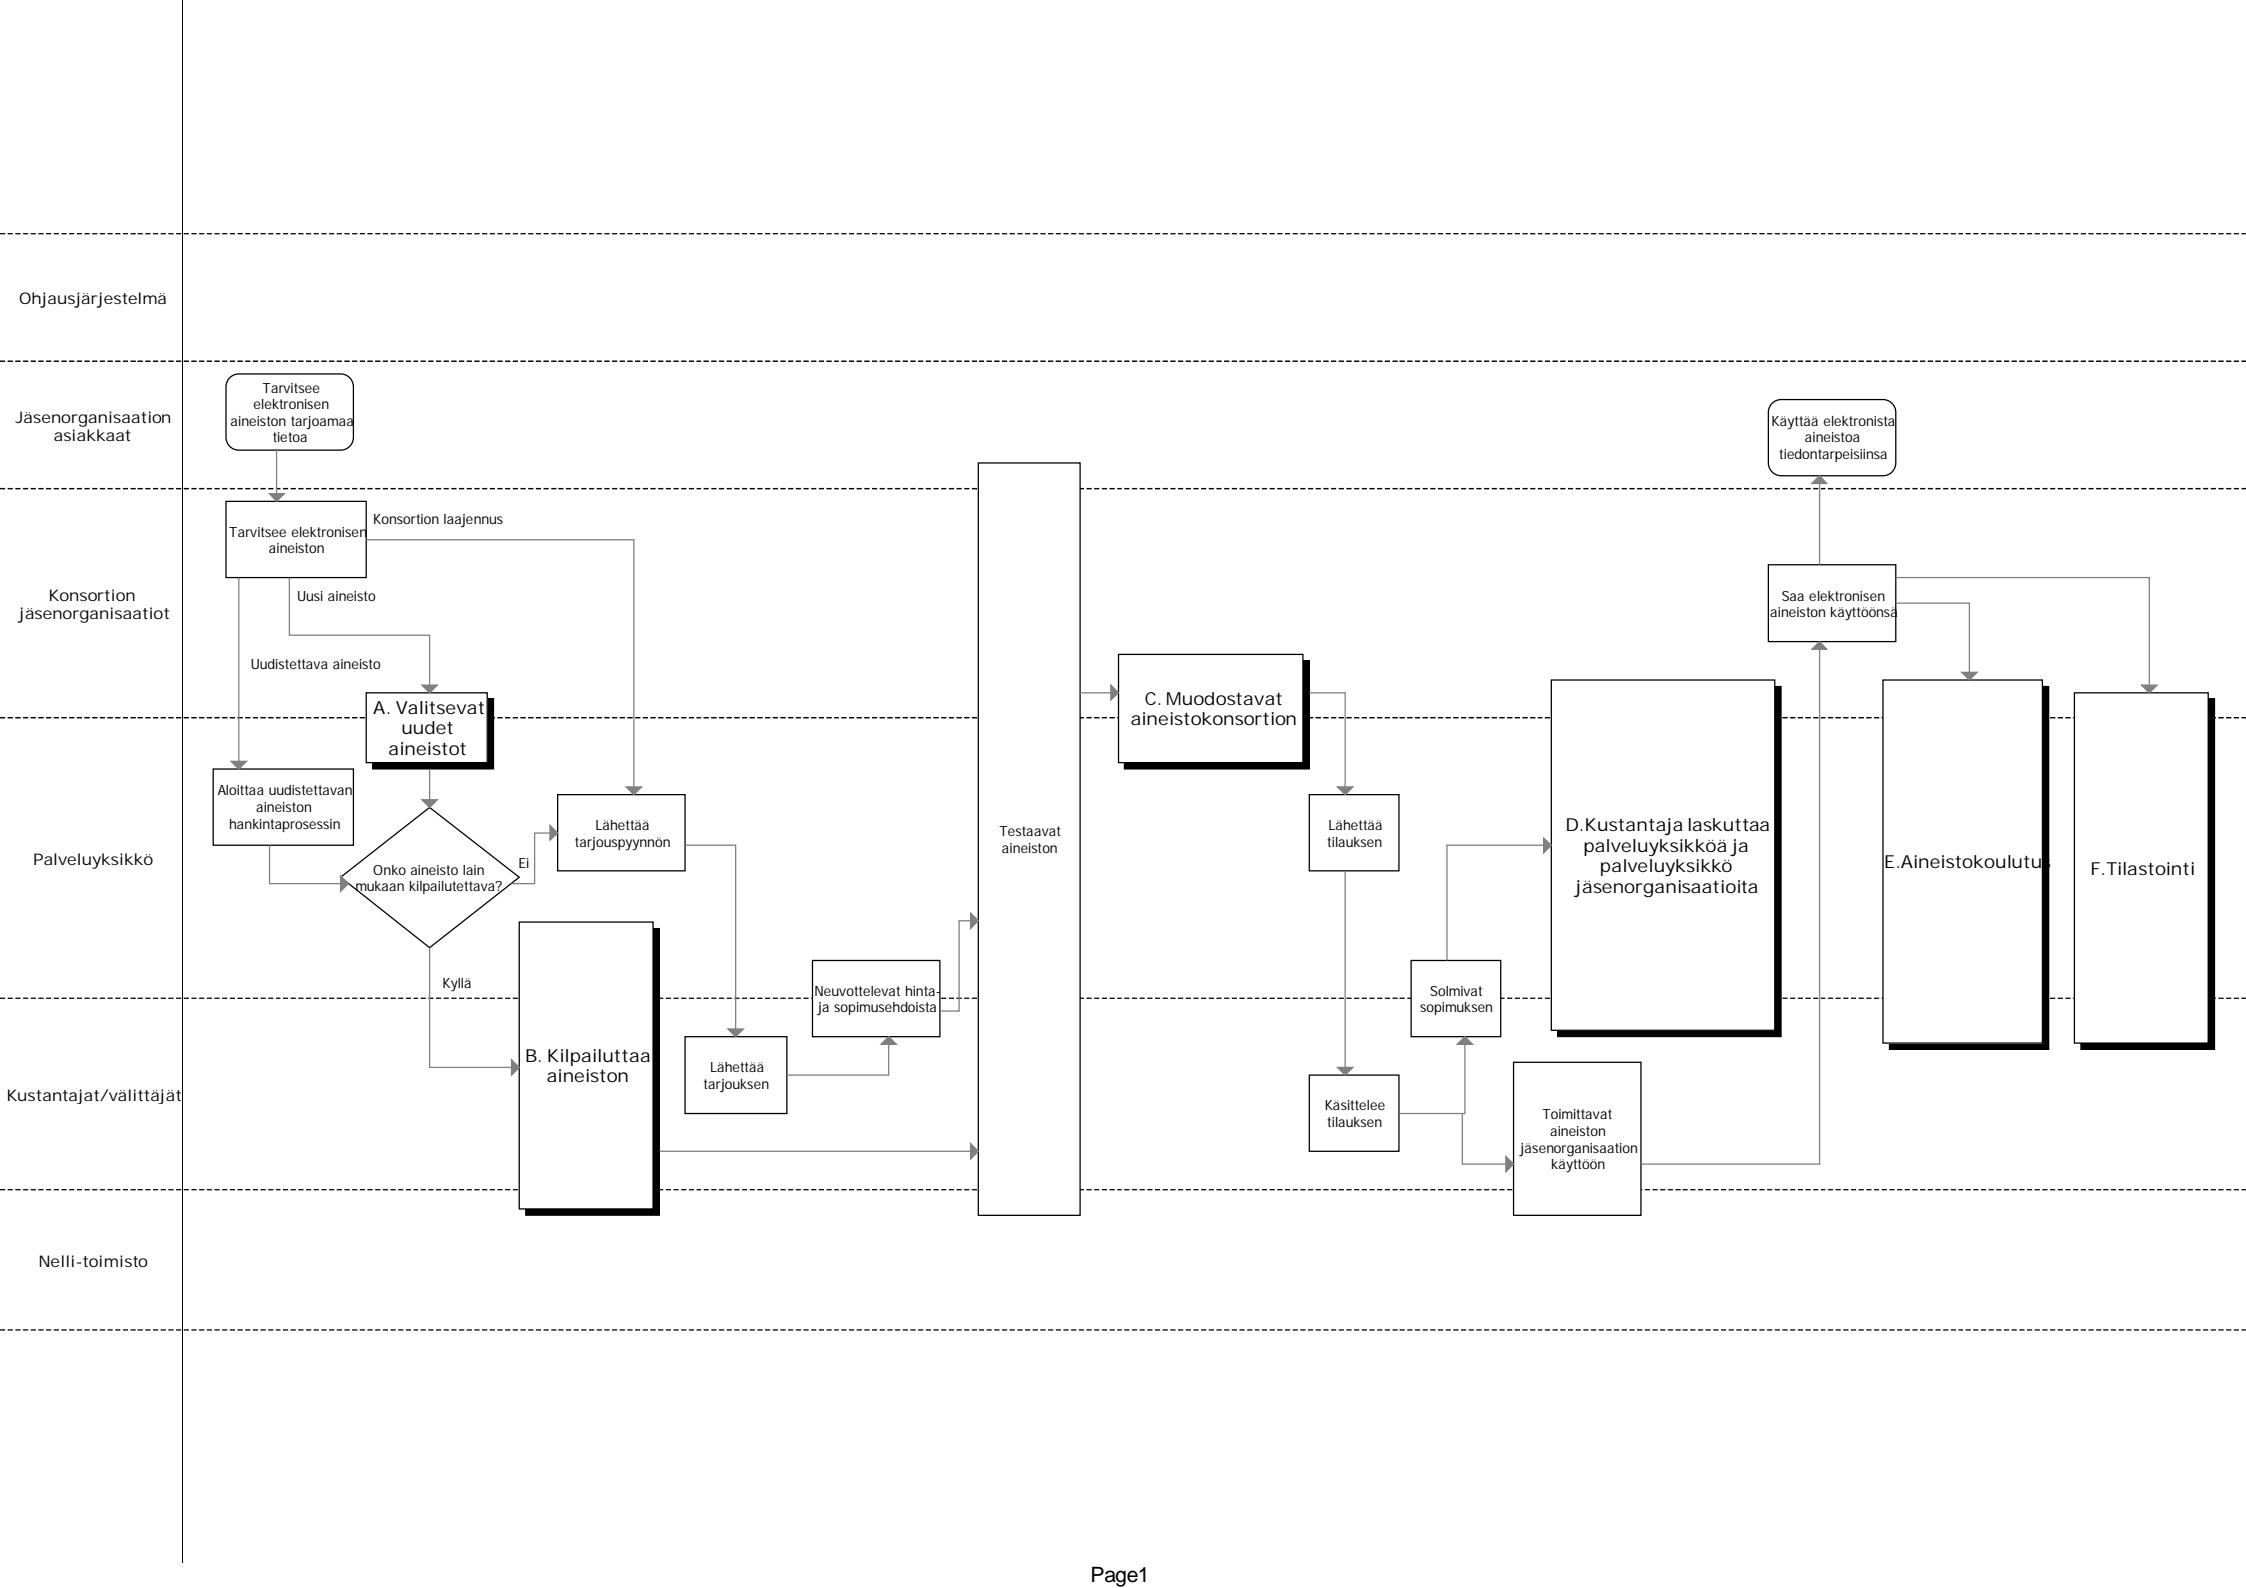 Ohjausjärjestelmä
Jäsenorganisaation
asiakkaat
Tarvitsee
elektronisen
aineiston tarjoamaa
tietoa
Käyttää elektronista
aineistoa
tiedontarpeisiinsa
Konsortion
jäsenorganisaatiot
Tarvitsee elektronisen
aineiston
Konsortion laajennus
Uusi aineisto
Uudistettava aineisto
A. Valitsevat
uudet
aineistot
C. Muodostavat
aineistokonsortion
Saa elektronisen
aineiston käyttöönsä
Palveluyksikkö
Aloittaa uudistettavan
aineiston
hankintaprosessin
Onko aineisto lain
mukaan kilpailutettava?
Ei
Kyllä
Lähettää
tarjouspyynnön
Testaavat
aineiston
Lähettää
tilauksen
D.Kustantaja laskuttaa
palveluyksikköä ja
palveluyksikkö
jäsenorganisaatioita
E.Aineistokoulutus
F.Tilastointi
Neuvottelevat hinta-
ja sopimusehdoista
Solmivat
sopimuksen
Kustantajat/välittäjät
B. Kilpailuttaa
aineiston
Lähettää
tarjouksen
Käsittelee
tilauksen
Toimittavat
aineiston
jäsenorganisaation
käyttöön
Nelli-toimisto
Page1